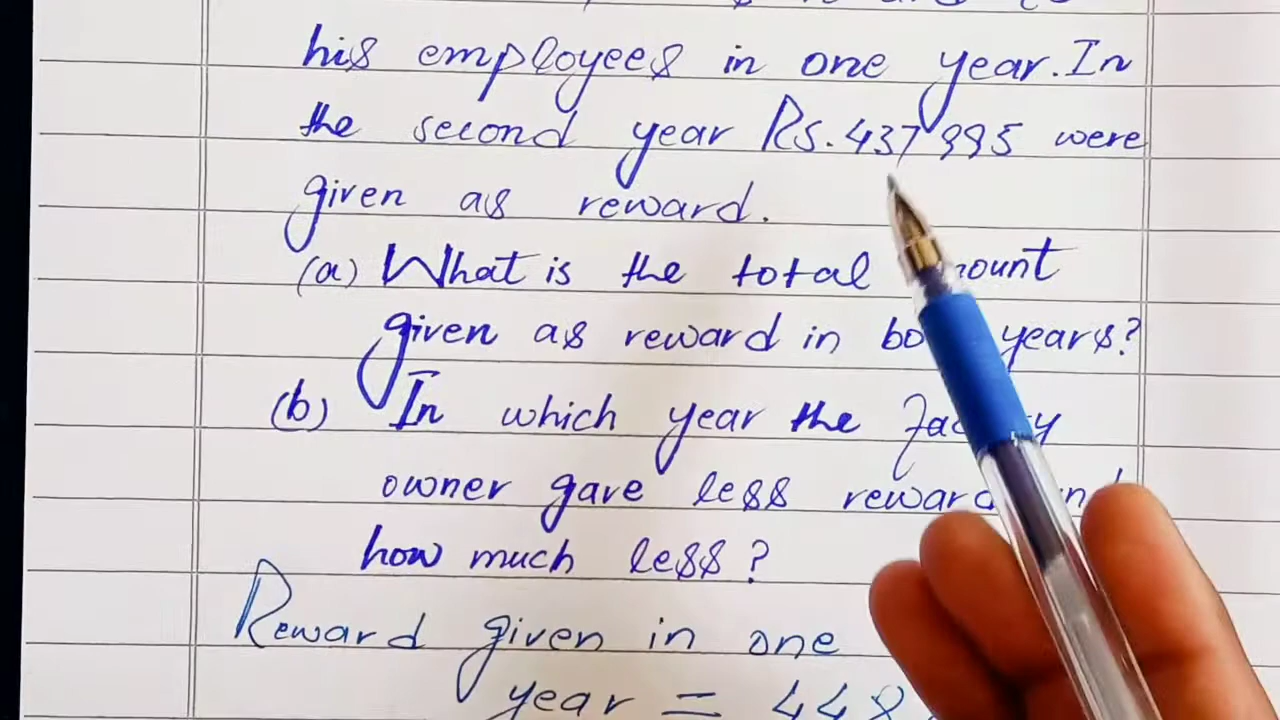 his employees in one year. In
the second year Rs. 437995 were
given as reward.
(a) What is the total
given as reward in years?
(b) In which year the
owner gave less
how much less?
Reward given in one
year = 448